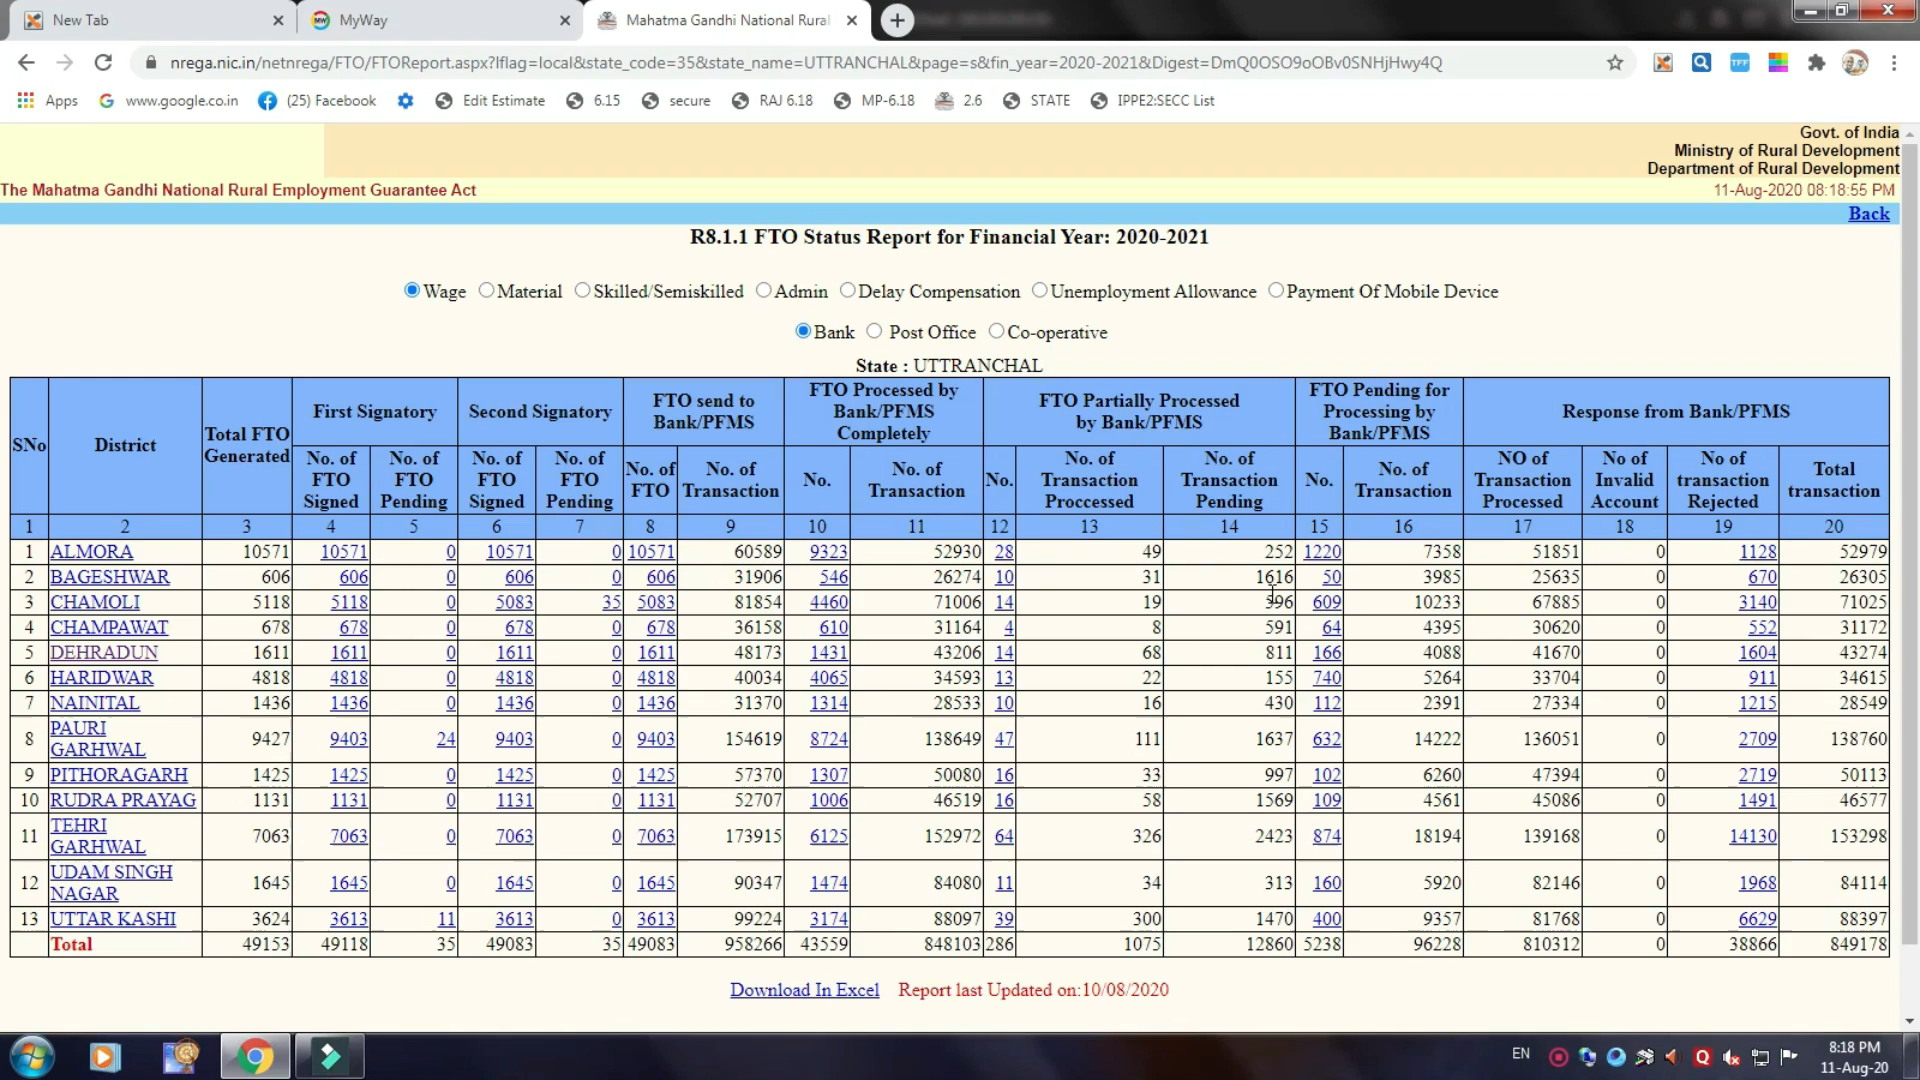 New Tab
MyWay
Mahatma Gandhi National Rural
nrega.nic.in/netnrega/FTO/FTOReport.aspx?lflag=local&state_code=35&state_name=UTTRANCHAL&page=s&fin_year=2020-2021&Digest=DmQ0OSO9oOBv0SNHjHwy4Q
TFF
Apps www.google.co.in (25) Facebook Edit Estimate 6.15 secure RAJ 6.18 MP-6.18 2.6 STATE IPPE2:SECC List
Govt. of India
Ministry of Rural Development
Department of Rural Development
The Mahatma Gandhi National Rural Employment Guarantee Act 11-Aug-2020 08:18:55 PM
Back
R8.1.1 FTO Status Report for Financial Year: 2020-2021
Wage Material Skilled/Semiskilled Admin Delay Compensation Unemployment Allowance Payment Of Mobile Device
Bank Post Office Co-operative
State : UTTRANCHAL
SNo District Total FTO Generated First Signatory Second Signatory FTO send to Bank/PFMS FTO Processed by Bank/PFMS Completely FTO Partially Processed by Bank/PFMS FTO Pending for Processing by Bank/PFMS Response from Bank/PFMS
No. of FTO Signed No. of FTO Pending No. of FTO Signed No. of FTO Pending No. of FTO No. of Transaction No. No. of Transaction No. No. of Transaction Proccessed No. of Transaction Pending No. No. of Transaction NO of Transaction Processed No of Invalid Account No of transaction Rejected Total transaction
1 2 3 4 5 6 7 8 9 10 11 12 13 14 15 16 17 18 19 20
1 ALMORA 10571 10571 0 10571 0 10571 60589 9323 52930 28 49 252 1220 7358 51851 0 1128 52979
2 BAGESHWAR 606 606 0 606 0 606 31906 546 26274 10 31 1616 50 3985 25635 0 670 26305
3 CHAMOLI 5118 5118 0 5083 35 5083 81854 4460 71006 14 19 596 609 10233 67885 0 3140 71025
4 CHAMPAWAT 678 678 0 678 0 678 36158 610 31164 4 8 591 64 4395 30620 0 552 31172
5 DEHRADUN 1611 1611 0 1611 0 1611 48173 1431 43206 14 68 811 166 4088 41670 0 1604 43274
6 HARIDWAR 4818 4818 0 4818 0 4818 40034 4065 34593 13 22 155 740 5264 33704 0 911 34615
7 NAINITAL 1436 1436 0 1436 0 1436 31370 1314 28533 10 16 430 112 2391 27334 0 1215 28549
8 PAURI GARHWAL 9427 9403 24 9403 0 9403 154619 8724 138649 47 111 1637 632 14222 136051 0 2709 138760
9 PITHORAGARH 1425 1425 0 1425 0 1425 57370 1307 50080 16 33 997 102 6260 47394 0 2719 50113
10 RUDRA PRAYAG 1131 1131 0 1131 0 1131 52707 1006 46519 16 58 1569 109 4561 45086 0 1491 46577
11 TEHRI GARHWAL 7063 7063 0 7063 0 7063 173915 6125 152972 64 326 2423 874 18194 139168 0 14130 153298
12 UDAM SINGH NAGAR 1645 1645 0 1645 0 1645 90347 1474 84080 11 34 313 160 5920 82146 0 1968 84114
13 UTTAR KASHI 3624 3613 11 3613 0 3613 99224 3174 88097 39 300 1470 400 9357 81768 0 6629 88397
Total 49153 49118 35 49083 35 49083 958266 43559 848103 286 1075 12860 5238 96228 810312 0 38866 849178
Download In Excel Report last Updated on:10/08/2020
EN
8:18 PM
11-Aug-20